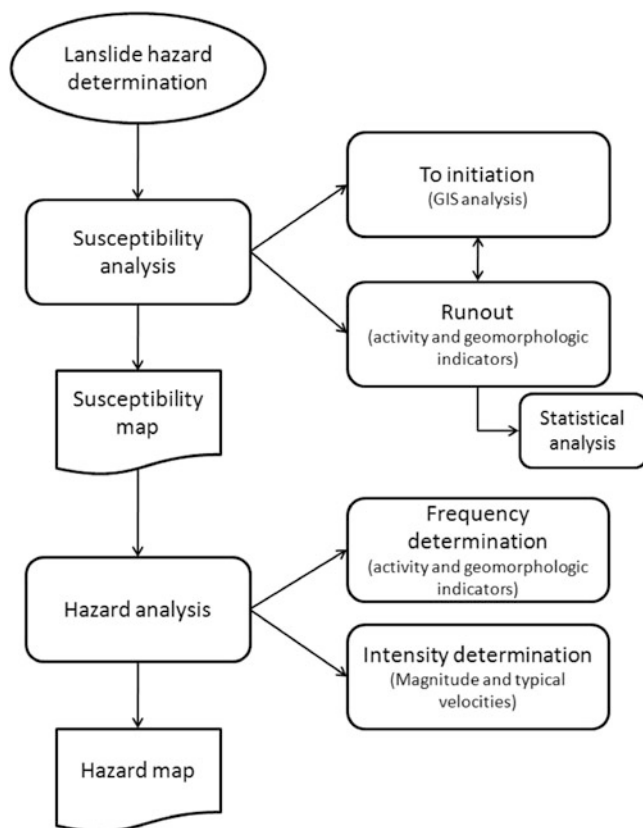 Lanslide hazard
determination
Susceptibility
analysis
To initiation
(GIS analysis)
Runout
(activity and geomorphologic
indicators)
Statistical
analysis
Susceptibility
map
Frequency
determination
(activity and geomorphologic
indicators)
Hazard analysis
Intensity determination
(Magnitude and typical
velocities)
Hazard map